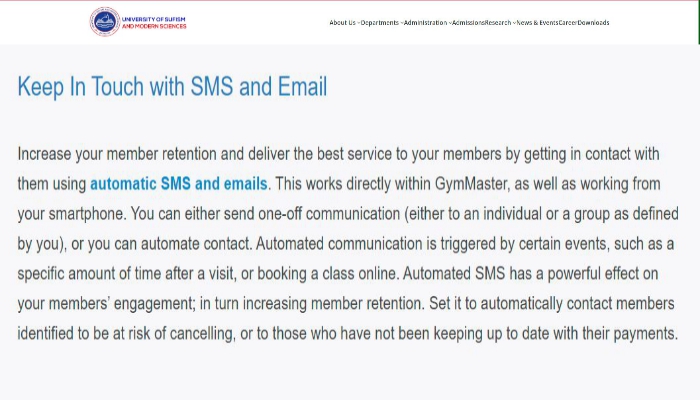 UNIVERSITY OF SUFISM
AND MODERN SCIENCES
About Us ~Departments ~Administration ~AdmissionsResearch ~News & EventsCareerDownloads
Keep In Touch with SMS and Email
Increase your member retention and deliver the best service to your members by getting in contact with
them using automatic SMS and emails. This works directly within GymMaster, as well as working from
your smartphone. You can either send one-off communication (either to an individual or a group as defined
by you), or you can automate contact. Automated communication is triggered by certain events, such as a
specific amount of time after a visit, or booking a class online. Automated SMS has a powerful effect on
your members' engagement; in turn increasing member retention. Set it to automatically contact members
identified to be at risk of cancelling, or to those who have not been keeping up to date with their payments.